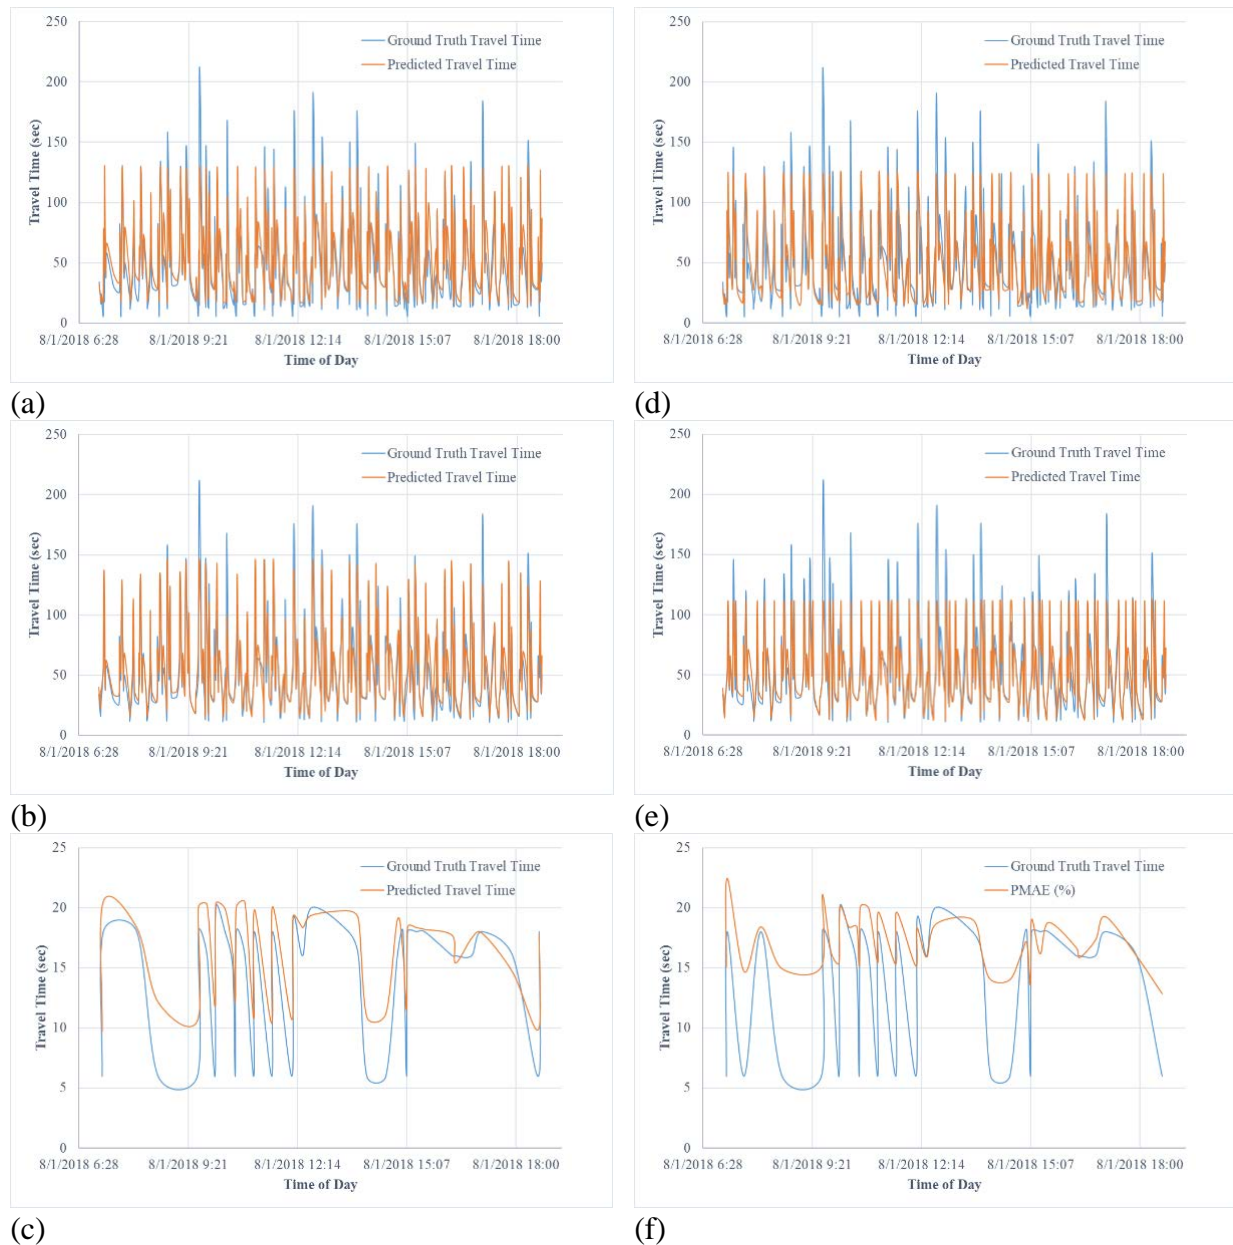 250
200
150
100
50
0
Travel Time (sec)
Ground Truth Travel Time
Predicted Travel Time
8/1/2018 6:28 8/1/2018 9:21 8/1/2018 12:14 8/1/2018 15:07 8/1/2018 18:00
Time of Day
(a)
250
200
150
100
50
0
Travel Time (sec)
Ground Truth Travel Time
Predicted Travel Time
8/1/2018 6:28 8/1/2018 9:21 8/1/2018 12:14 8/1/2018 15:07 8/1/2018 18:00
Time of Day
(d)
250
200
150
100
50
0
Travel Time (sec)
Ground Truth Travel Time
Predicted Travel Time
8/1/2018 6:28 8/1/2018 9:21 8/1/2018 12:14 8/1/2018 15:07 8/1/2018 18:00
Time of Day
(b)
250
200
150
100
50
0
Travel Time (sec)
Ground Truth Travel Time
Predicted Travel Time
8/1/2018 6:28 8/1/2018 9:21 8/1/2018 12:14 8/1/2018 15:07 8/1/2018 18:00
Time of Day
(e)
25
20
15
10
5
0
Travel Time (sec)
Ground Truth Travel Time
Predicted Travel Time
8/1/2018 6:28 8/1/2018 9:21 8/1/2018 12:14 8/1/2018 15:07 8/1/2018 18:00
Time of Day
(c)
25
20
15
10
5
0
Travel Time (sec)
Ground Truth Travel Time
PMAE (%)
8/1/2018 6:28 8/1/2018 9:21 8/1/2018 12:14 8/1/2018 15:07 8/1/2018 18:00
Time of Day
(f)